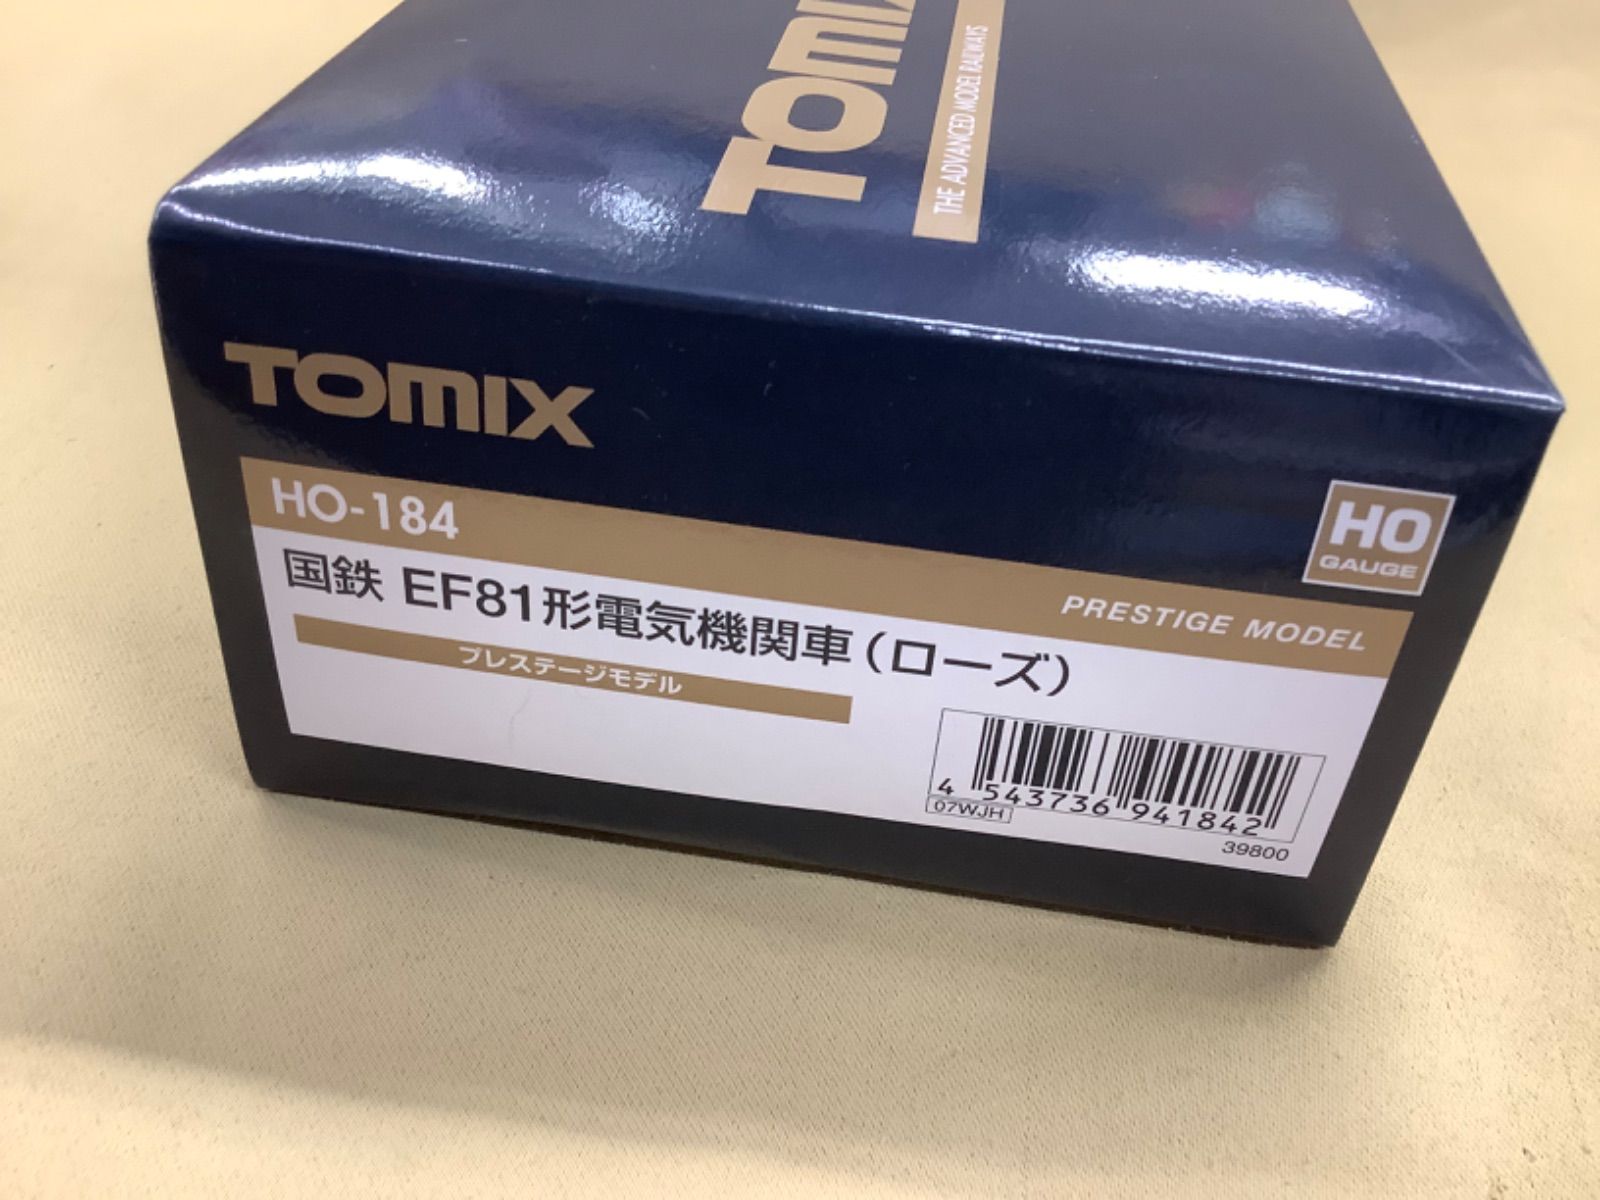 TOMIX
THE ADVANCED MODEL RAILWAYS
TOMIX
HO-184
HO
GAUGE
PRESTIGE MODEL
国鉄 EF81形電気機関車(ローズ)
プレステージモデル
4 543736 941842
07WJH
39800